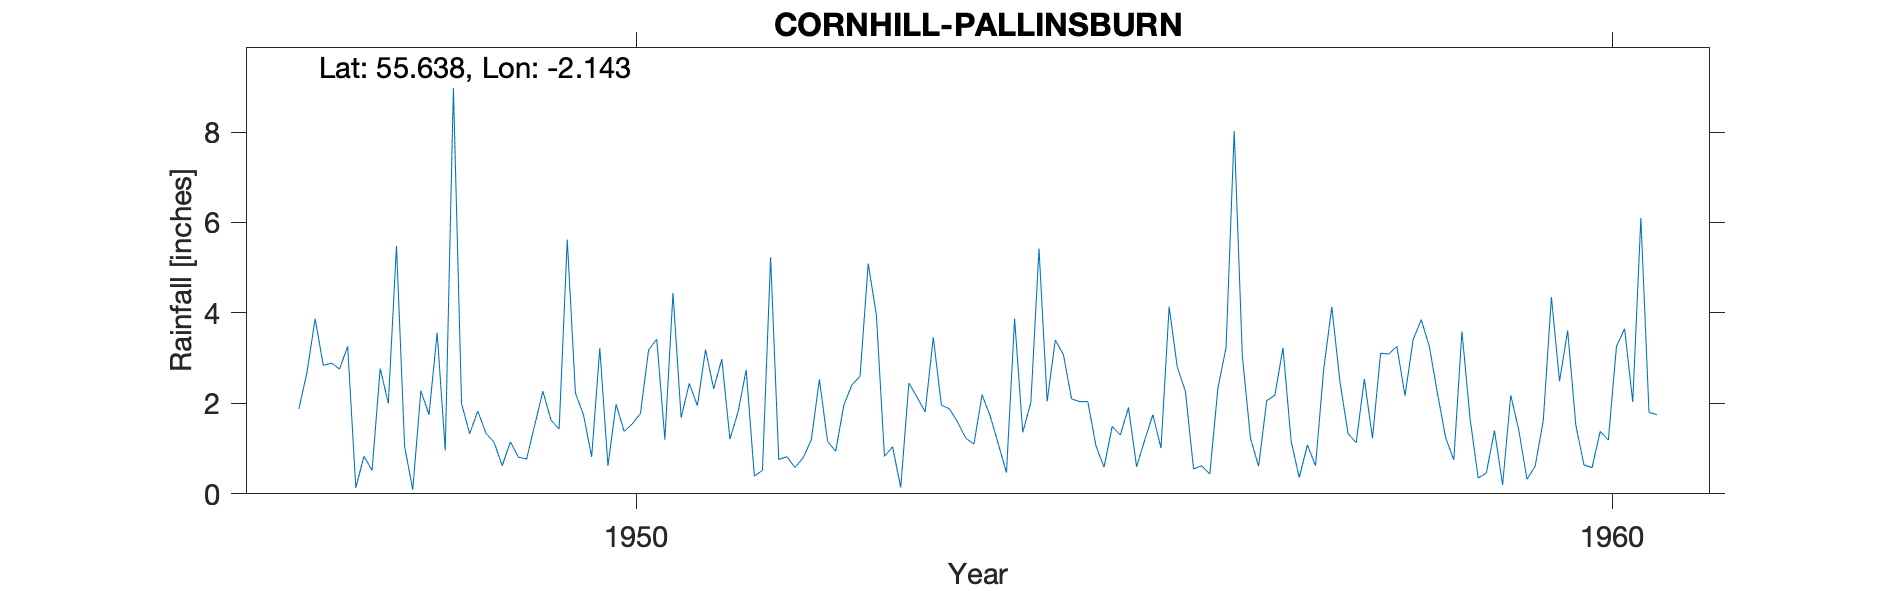 CORNHILL-PALLINSBURN
Lat: 55.638, Lon: -2.143
Rainfall [inches]
8
6
4
2
0
1950 1960
Year